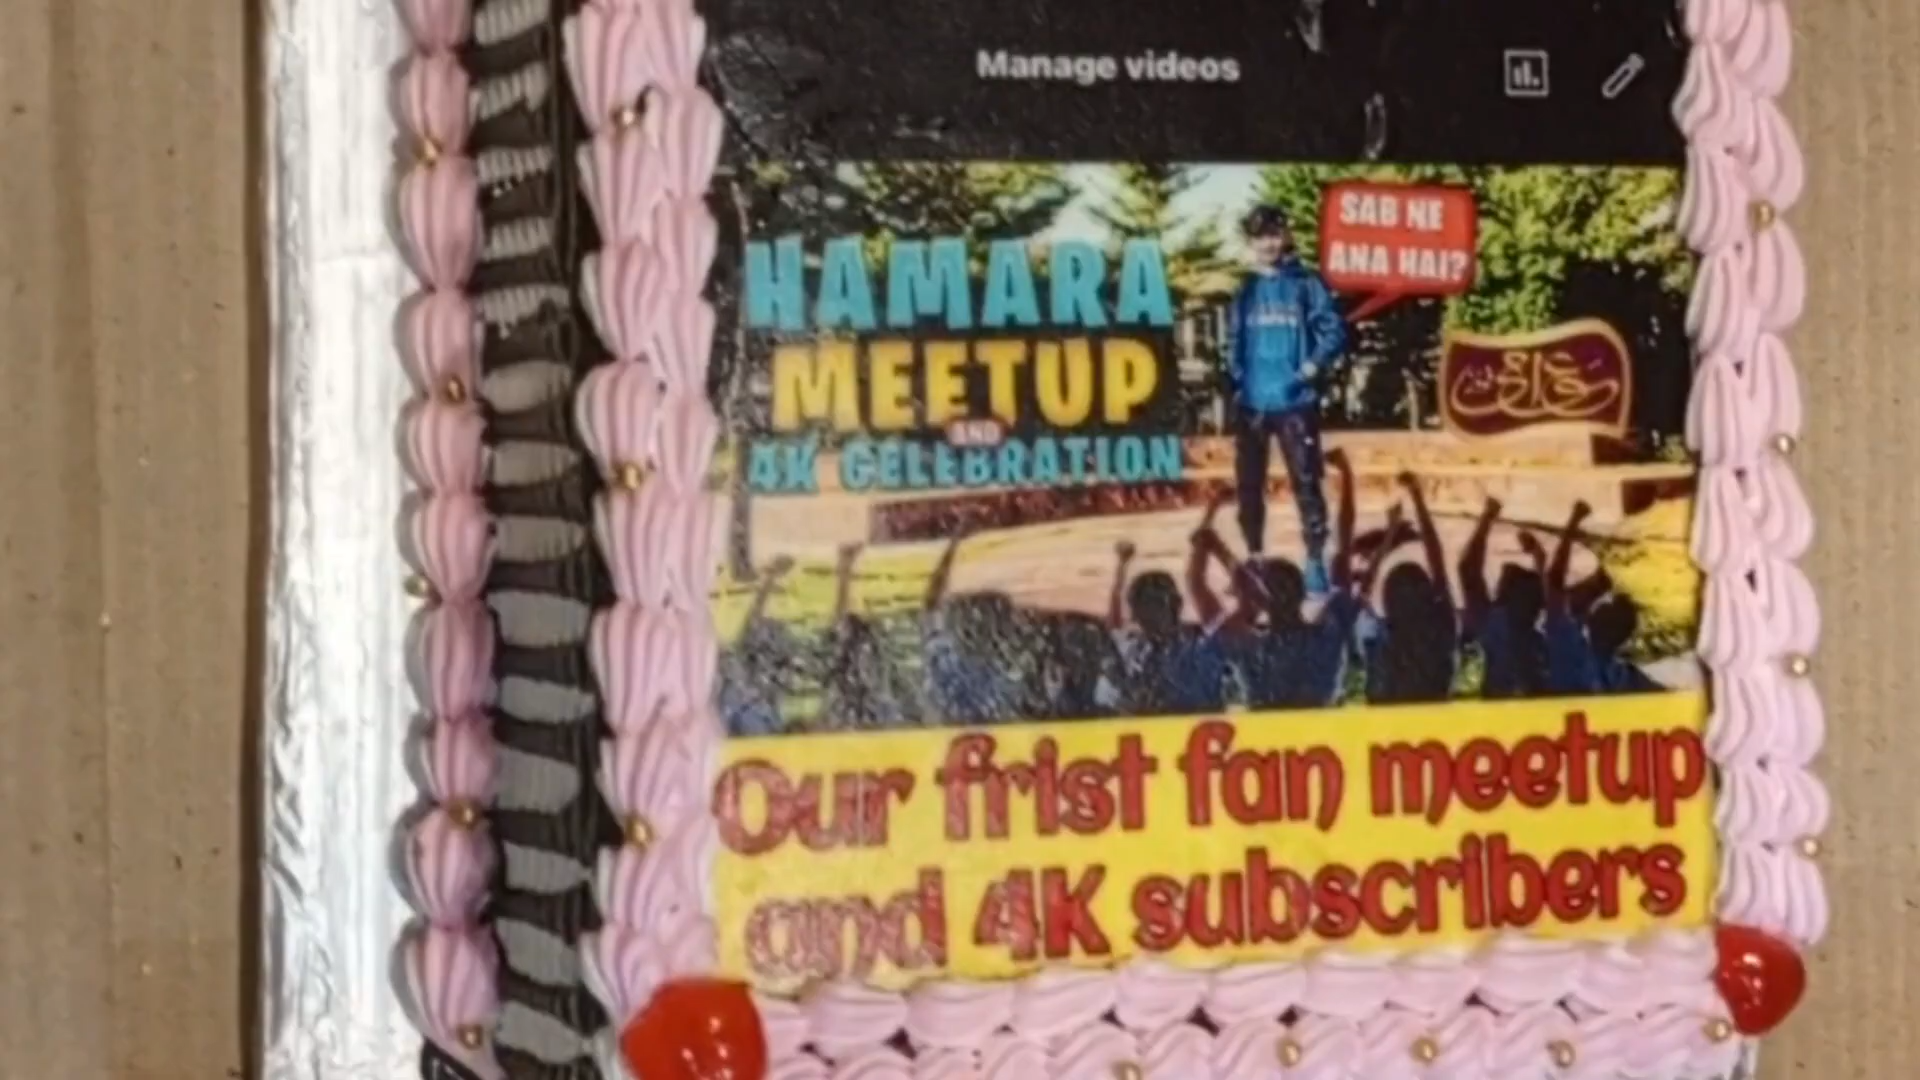 Manage videos
SAB NE
ANA HAI?
HAMARA
MEETUP
AND
4K CELEBRATION
Our frist fan meetup
and 4K subscribers